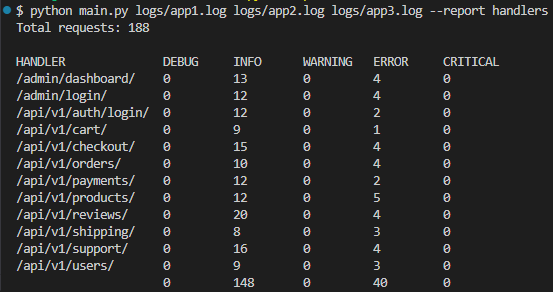 $ python main.py logs/app1.log logs/app2.log logs/app3.log --report handlers
Total requests: 188
HANDLER DEBUG INFO WARNING ERROR CRITICAL
/admin/dashboard/ 0 13 0 4 0
/admin/login/ 0 12 0 4 0
/api/v1/auth/login/ 0 12 0 2 0
/api/v1/cart/ 0 9 0 1 0
/api/v1/checkout/ 0 15 0 4 0
/api/v1/orders/ 0 10 0 4 0
/api/v1/payments/ 0 12 0 2 0
/api/v1/products/ 0 12 0 5 0
/api/v1/reviews/ 0 20 0 4 0
/api/v1/shipping/ 0 8 0 3 0
/api/v1/support/ 0 16 0 4 0
/api/v1/users/ 0 9 0 3 0
0 148 0 40 0